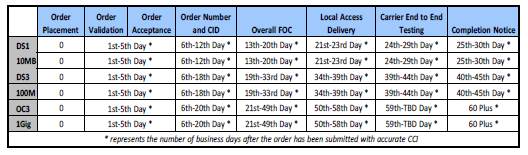 Order Placement | Order Validation | Order Acceptance | Order Number and CID | Overall FOC | Local Access Delivery | Carrier End to End Testing | Completion Notice
DS1 | 0 | 1st-5th Day * | 6th-12th Day * | 13th-20th Day * | 21st-23rd Day * | 24th-29th Day * | 25th-30th Day *
10MB | 0 | 1st-5th Day * | 6th-12th Day * | 13th-20th Day * | 21st-23rd Day * | 24th-29th Day * | 25th-30th Day *
DS3 | 0 | 1st-5th Day * | 6th-18th Day * | 19th-33th Day * | 34th-39th Day * | 39th-44th Day * | 40th-45th Day *
100M | 0 | 1st-5th Day * | 6th-18th Day * | 19th-33th Day * | 34th-39th Day * | 39th-44th Day * | 40th-45th Day *
OC3 | 0 | 1st-5th Day * | 6th-20th Day * | 21st-49th Day * | 50th-58th Day * | 59th-TBD Day * | 60 Plus *
1Gig | 0 | 1st-5th Day * | 6th-20th Day * | 21st-49th Day * | 50th-58th Day * | 59th-TBD Day * | 60 Plus *
* represents the number of business days after the order has been submitted with accurate CCI